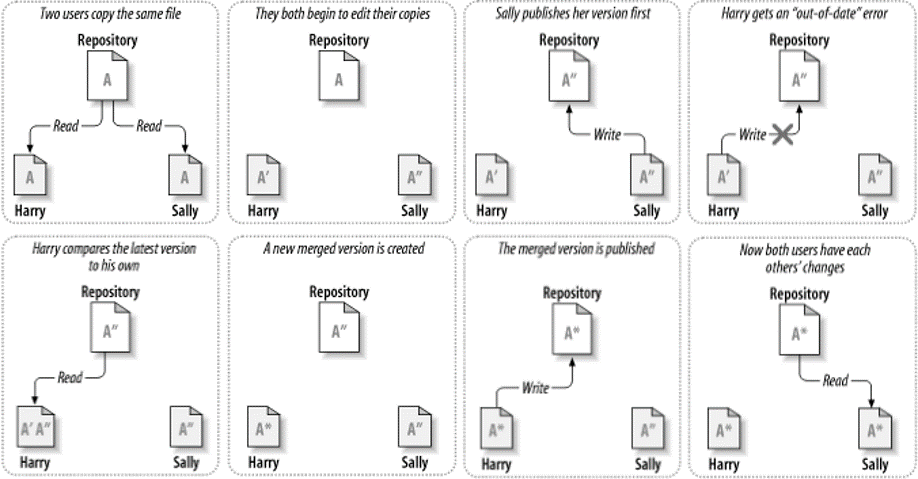 Two users copy the same file
Repository
A
Read
Read
A
A
Harry
Sally
They both begin to edit their copies
Repository
A
A′
A″
Harry
Sally
Sally publishes her version first
Repository
A″
Write
A′
A″
Harry
Sally
Harry gets an “out-of-date” error
Repository
A″
Write
A′
A″
Harry
Sally
Harry compares the latest version
to his own
Repository
A″
Read
A′ A″
A″
Harry
Sally
A new merged version is created
Repository
A″
A*
A″
Harry
Sally
The merged version is published
Repository
A*
Write
A*
A″
Harry
Sally
Now both users have each
others’ changes
Repository
A*
Read
A*
A*
Harry
Sally